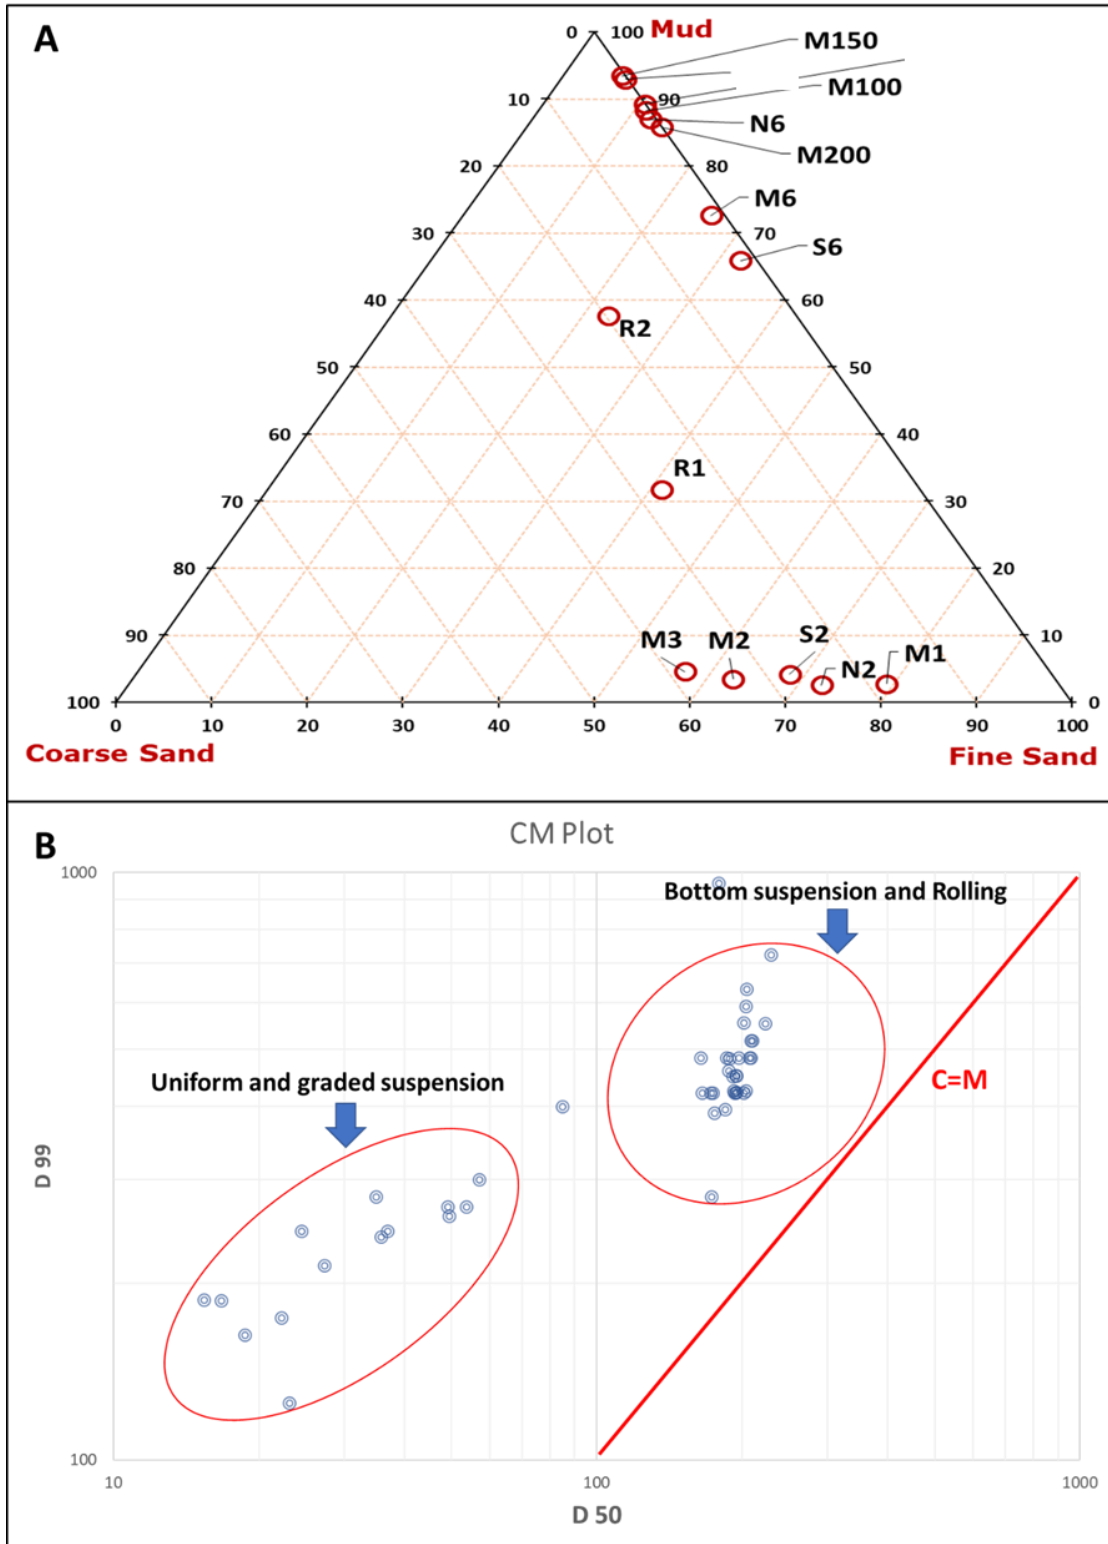 A
0 100 Mud
M150
10 90 M100
N6
M200
20 80
M6
30 70
S6
40 60
R2
50 50
60 40
R1
70 30
80 20
90 10
M3 M2 S2 N2 M1
100 0
0 10 20 30 40 50 60 70 80 90 100
Coarse Sand Fine Sand
B
CM Plot
1000
Bottom suspension and Rolling
Uniform and graded suspension
C=M
D 99
100
10 100 1000
D 50